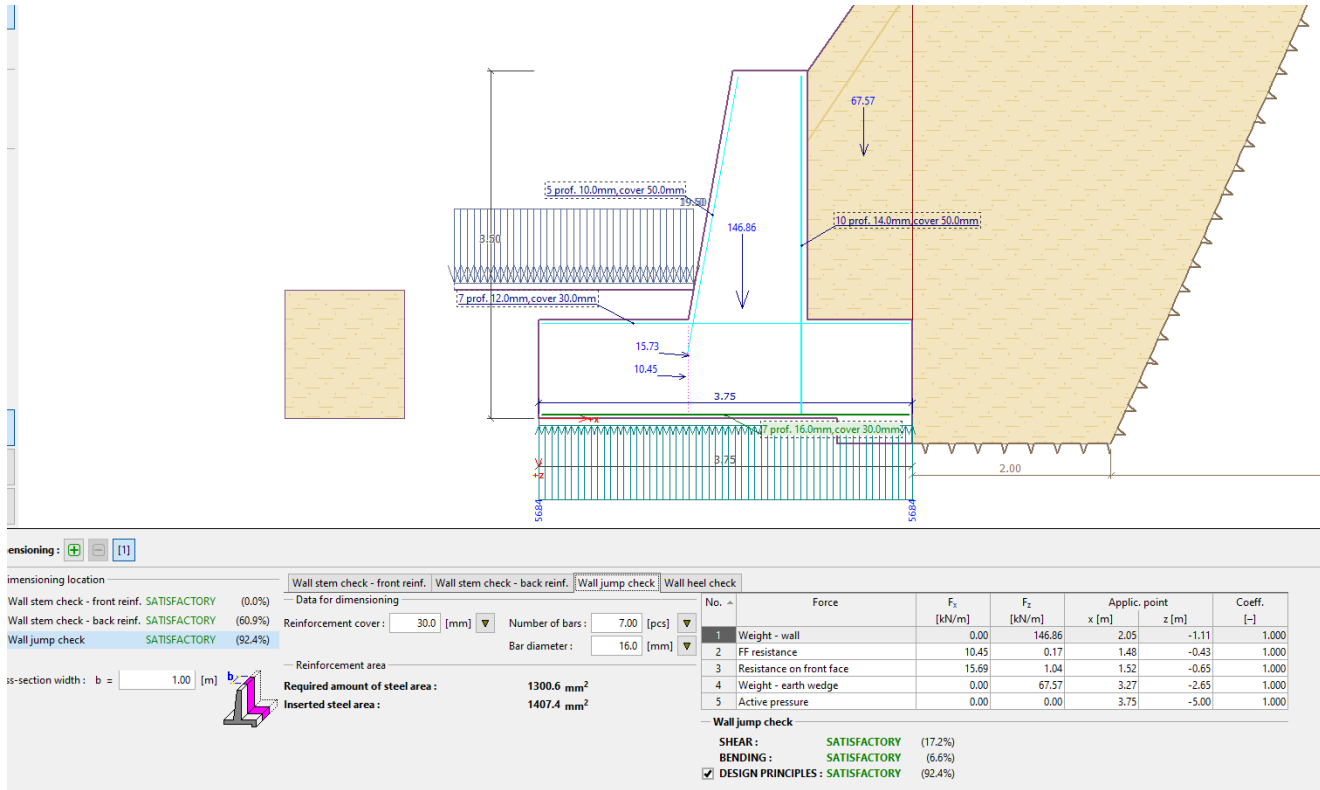 67.57
5 prof. 10.0mm,cover 50.0mm
3.50
146.86
10 prof. 14.0mm,cover 50.0mm
7 prof. 12.0mm,cover 30.0mm
15.73
10.45
3.75
+x
7 prof. 16.0mm,cover 30.0mm
3.75
+z
2.00
56.84
56.84
ensioning : [1]
imensioning location
Wall stem check - front reinf. SATISFACTORY (0.0%)
Wall stem check - back reinf. SATISFACTORY (60.9%)
Wall jump check SATISFACTORY (92.4%)
ss-section width : b = 1.00 [m]
b
Wall stem check - front reinf. Wall stem check - back reinf. Wall jump check Wall heel check
Data for dimensioning
Reinforcement cover : 30.0 [mm] Number of bars : 7.00 [pcs]
Bar diameter : 16.0 [mm]
Reinforcement area
Required amount of steel area : 1300.6 mm²
Inserted steel area : 1407.4 mm²
No. Force Fx Fz Applic. point Coeff.
[kN/m] [kN/m] x [m] z [m] [–]
1 Weight - wall 0.00 146.86 2.05 -1.11 1.000
2 FF resistance 10.45 0.17 1.48 -0.43 1.000
3 Resistance on front face 15.69 1.04 1.52 -0.65 1.000
4 Weight - earth wedge 0.00 67.57 3.27 -2.65 1.000
5 Active pressure 0.00 0.00 3.75 -5.00 1.000
Wall jump check
SHEAR : SATISFACTORY (17.2%)
BENDING : SATISFACTORY (6.6%)
DESIGN PRINCIPLES : SATISFACTORY (92.4%)